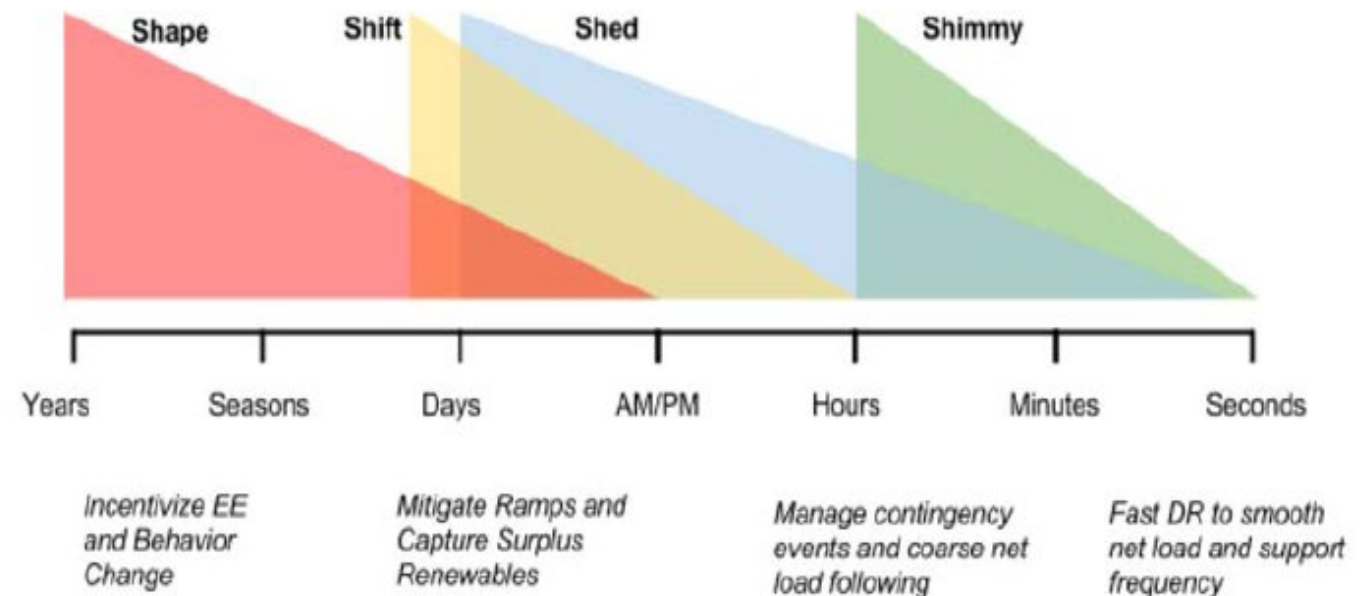 Shape Shift Shed Shimmy
Years Seasons Days AM/PM Hours Minutes Seconds
Incentivize EE
and Behavior
Change
Mitigate Ramps and
Capture Surplus
Renewables
Manage contingency
events and coarse net
load following
Fast DR to smooth
net load and support
frequency